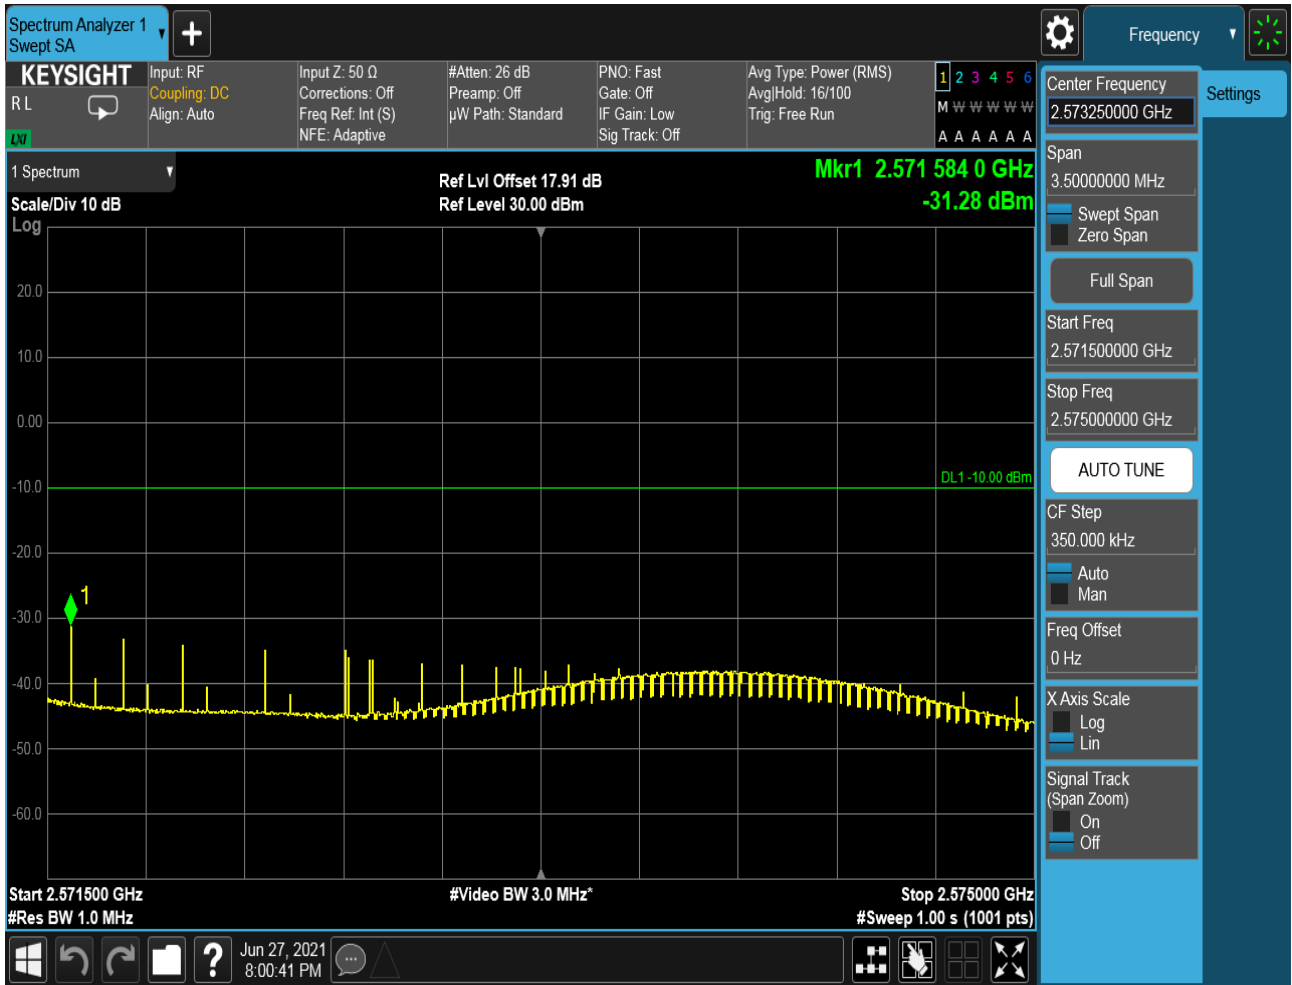 Spectrum Analyzer 1
Swept SA
Frequency
KEYSIGHT
R L
LXI
Input: RF
Coupling: DC
Align: Auto
Input Z: 50 Ω
Corrections: Off
Freq Ref: Int (S)
NFE: Adaptive
#Atten: 26 dB
Preamp: Off
µW Path: Standard
PNO: Fast
Gate: Off
IF Gain: Low
Sig Track: Off
Avg Type: Power (RMS)
Avg|Hold: 16/100
Trig: Free Run
1 2 3 4 5 6
M W W W W W
A A A A A A
1 Spectrum
Scale/Div 10 dB
Log
Ref Lvl Offset 17.91 dB
Ref Level 30.00 dBm
Mkr1 2.571 584 0 GHz
-31.28 dBm
20.0
10.0
0.00
-10.0
-20.0
-30.0
-40.0
-50.0
-60.0
DL1 -10.00 dBm
1
Start 2.571500 GHz
#Res BW 1.0 MHz
#Video BW 3.0 MHz*
Stop 2.575000 GHz
#Sweep 1.00 s (1001 pts)
Center Frequency
2.573250000 GHz
Settings
Span
3.50000000 MHz
Swept Span
Zero Span
Full Span
Start Freq
2.571500000 GHz
Stop Freq
2.575000000 GHz
AUTO TUNE
CF Step
350.000 kHz
Auto
Man
Freq Offset
0 Hz
X Axis Scale
Log
Lin
Signal Track
(Span Zoom)
On
Off
?
Jun 27, 2021
8:00:41 PM